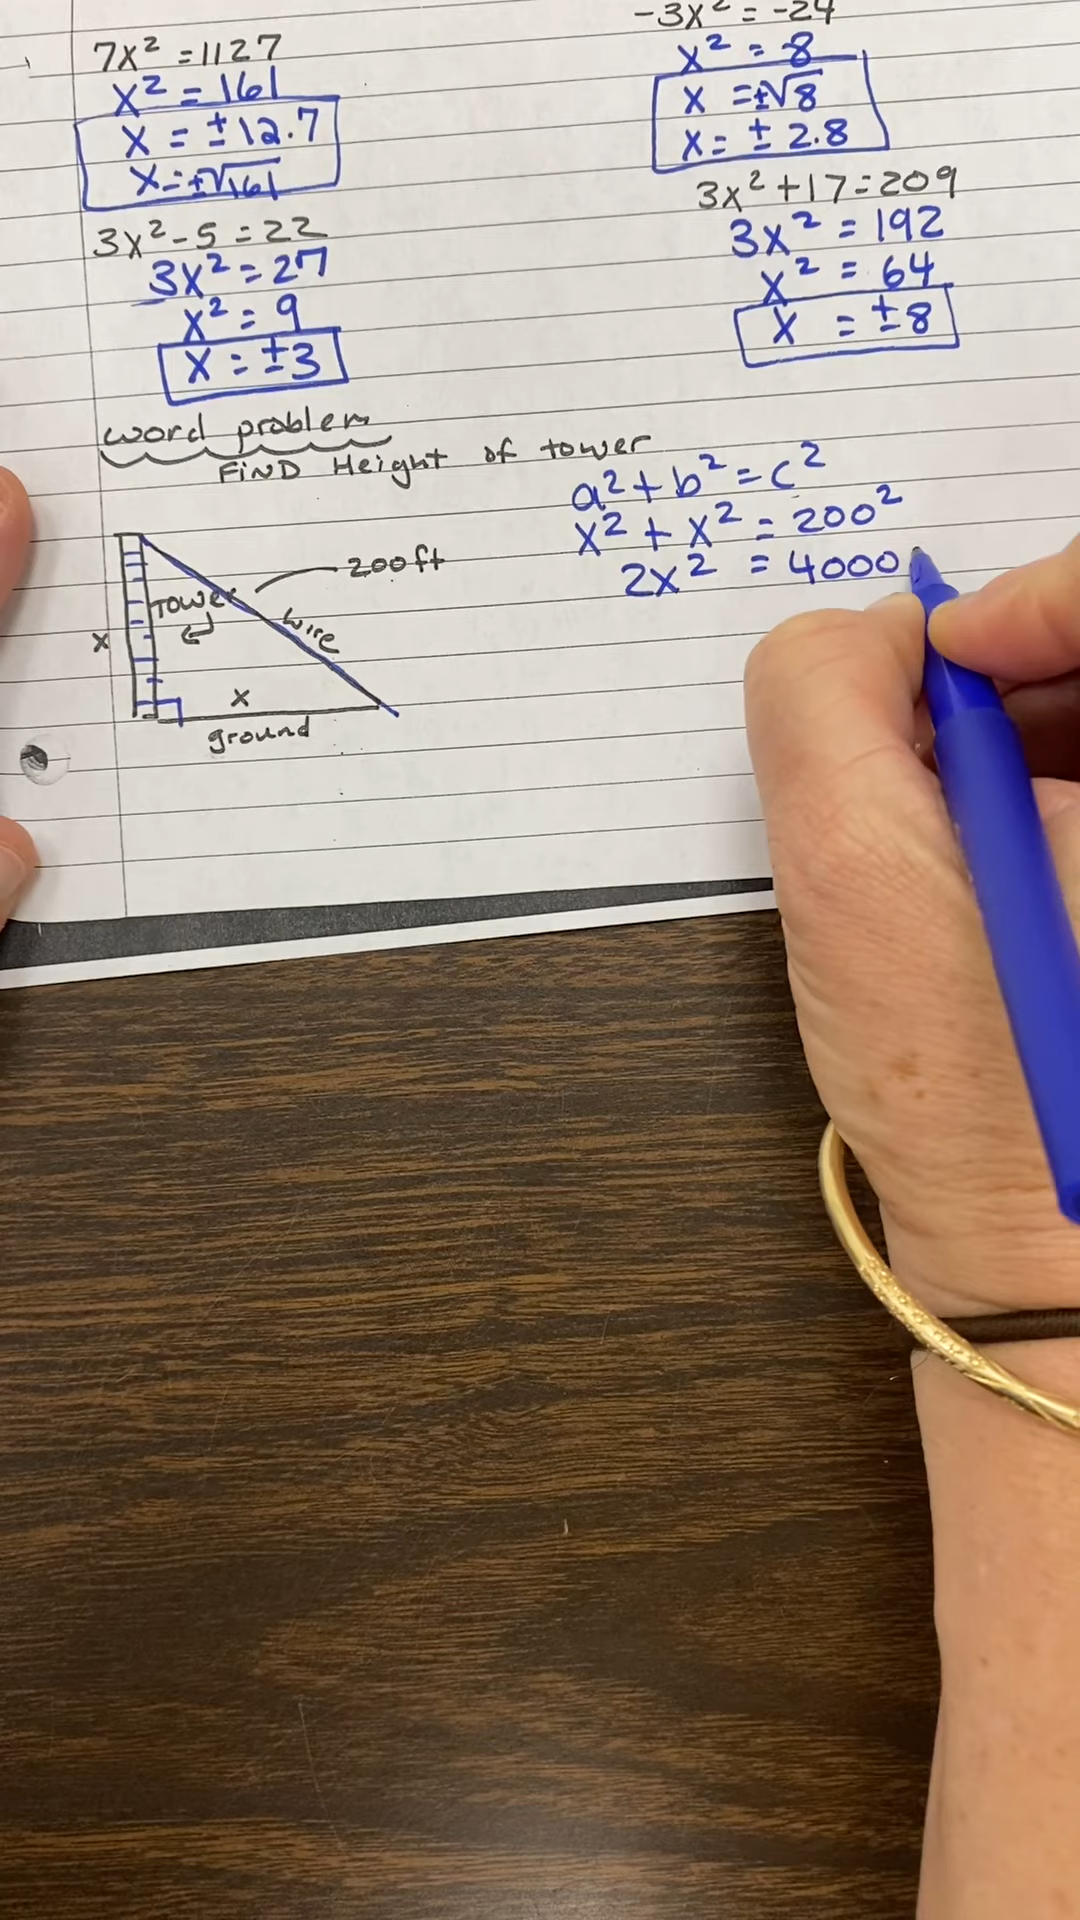 7x² = 1127
x² = 161
x = ± 12.7
x = ±√161
-3x² = -24
x² = 8
x = ±√8
x = ± 2.8
3x² - 5 = 22
3x² = 27
x² = 9
x = ±3
3x² + 17 = 209
3x² = 192
x² = 64
x = ±8
word problem
FIND Height of tower
a² + b² = c²
x² + x² = 200²
2x² = 4000
200ft
Tower
wire
x
x
ground